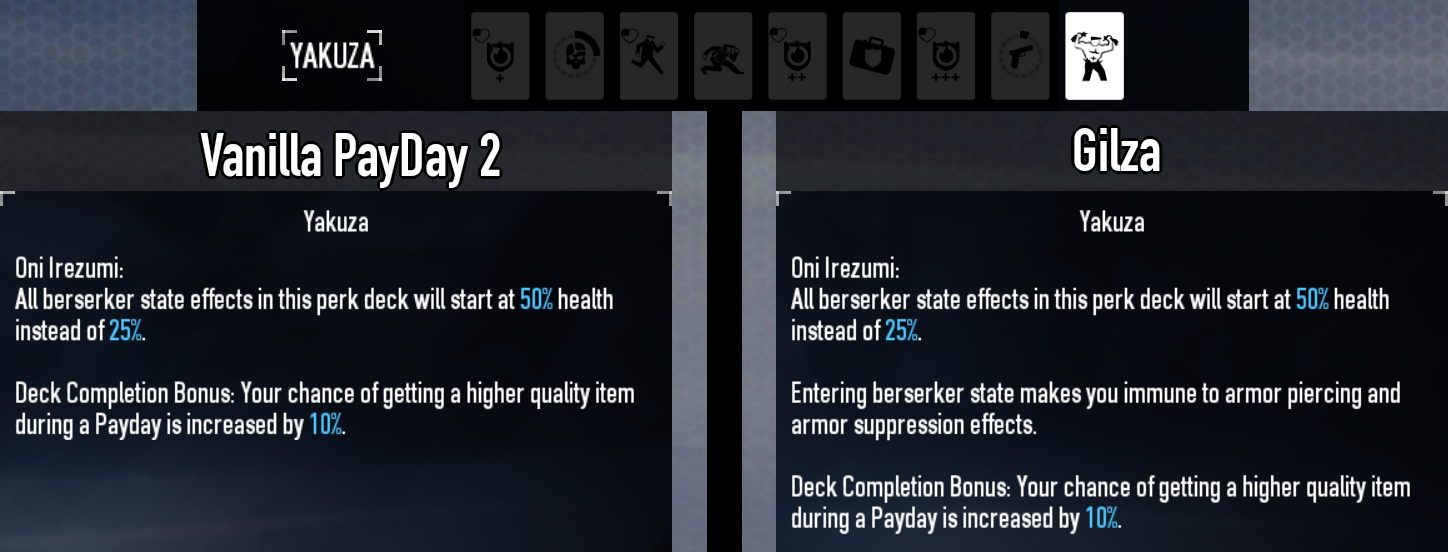 YAKUZA
Vanilla PayDay 2
Yakuza
Oni Irezumi:
All berserker state effects in this perk deck will start at 50% health
instead of 25%.
Deck Completion Bonus: Your chance of getting a higher quality item
during a Payday is increased by 10%.
Gilza
Yakuza
Oni Irezumi:
All berserker state effects in this perk deck will start at 50% health
instead of 25%.
Entering berserker state makes you immune to armor piercing and
armor suppression effects.
Deck Completion Bonus: Your chance of getting a higher quality item
during a Payday is increased by 10%.